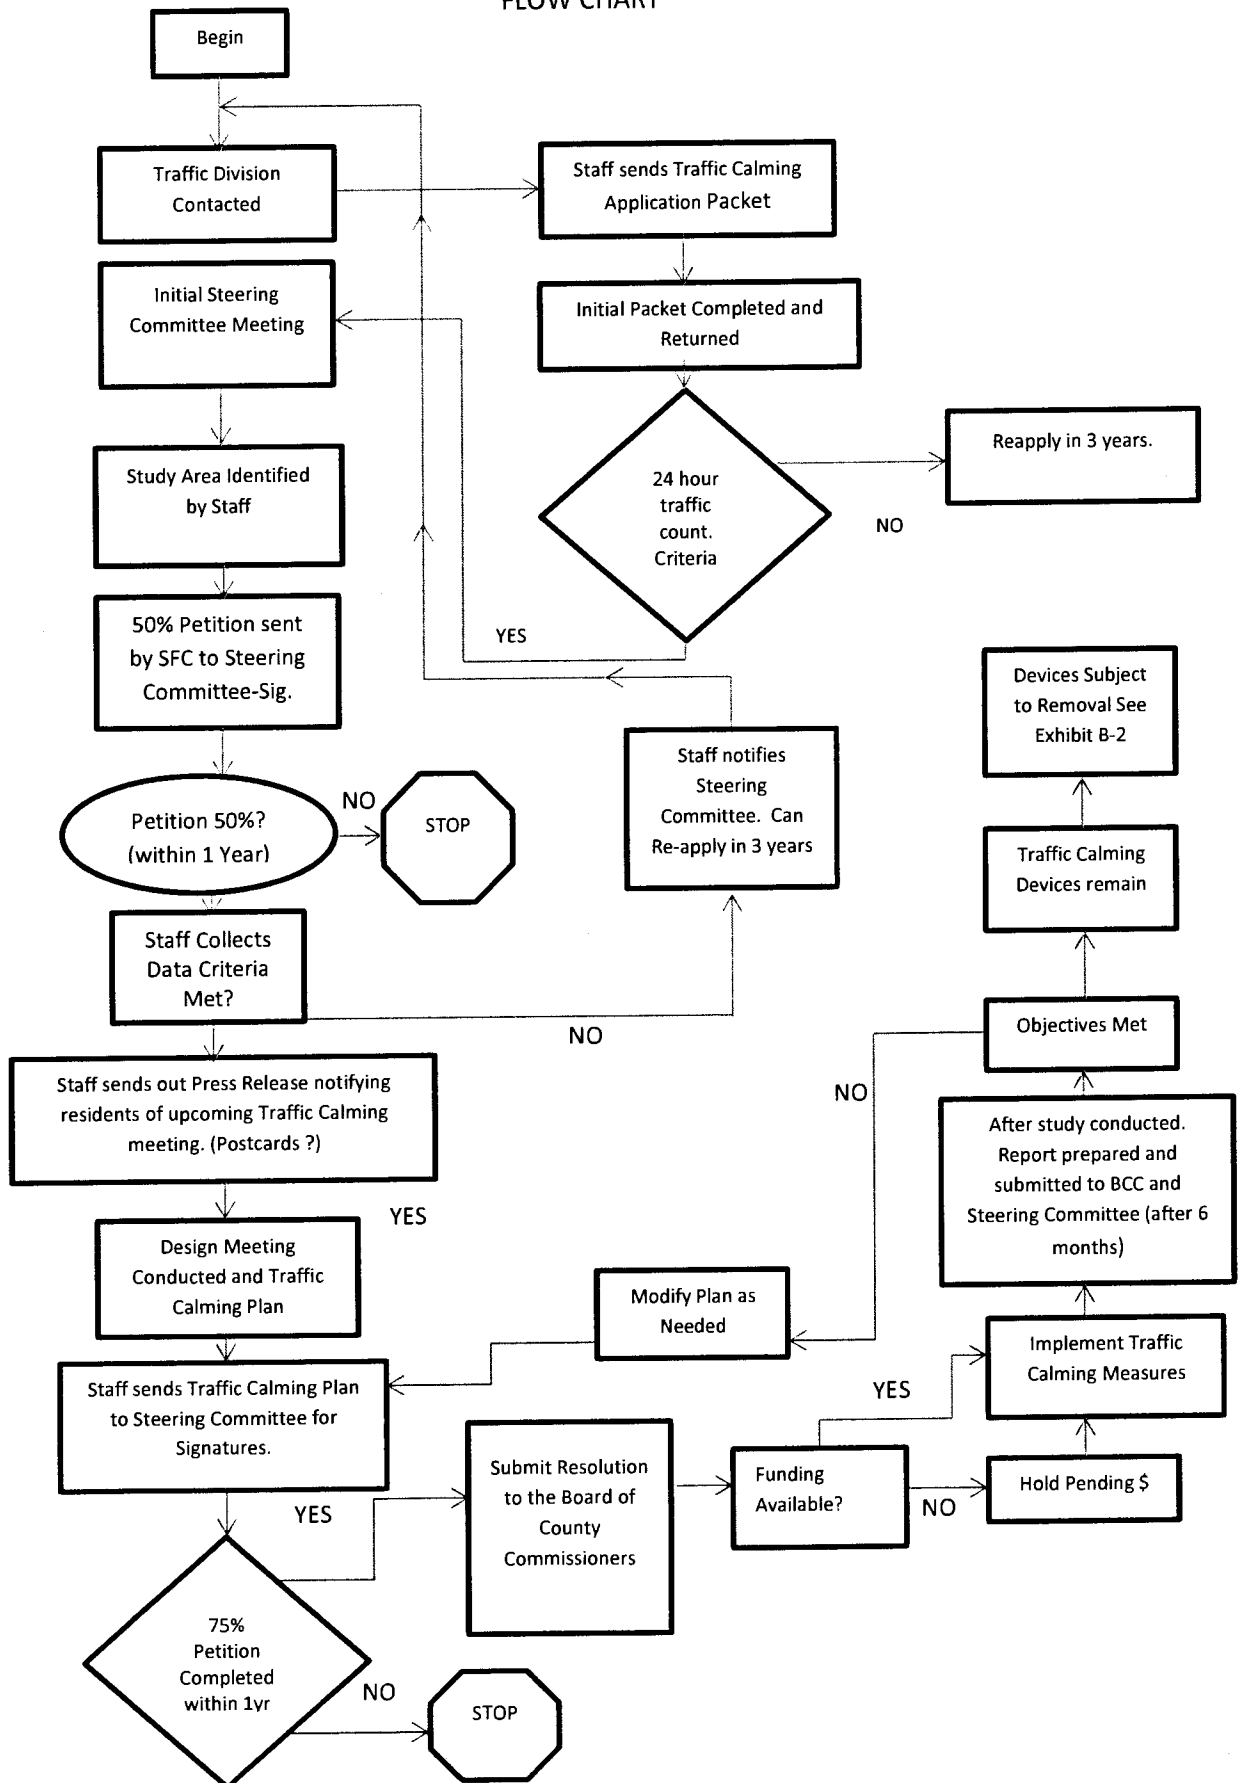 FLOW CHART
Begin
Traffic Division
Contacted
Staff sends Traffic Calming
Application Packet
Initial Steering
Committee Meeting
Initial Packet Completed and
Returned
Study Area Identified
by Staff
24 hour
traffic
count.
Criteria
Reapply in 3 years.
NO
YES
50% Petition sent
by SFC to Steering
Committee-Sig.
Petition 50%?
(within 1 Year)
NO
STOP
Staff notifies
Steering
Committee. Can
Re-apply in 3 years
Devices Subject
to Removal See
Exhibit B-2
Traffic Calming
Devices remain
Staff Collects
Data Criteria
Met?
NO
Objectives Met
NO
Staff sends out Press Release notifying
residents of upcoming Traffic Calming
meeting. (Postcards ?)
YES
After study conducted.
Report prepared and
submitted to BCC and
Steering Committee (after 6
months)
Design Meeting
Conducted and Traffic
Calming Plan
Modify Plan as
Needed
Implement Traffic
Calming Measures
Staff sends Traffic Calming Plan
to Steering Committee for
Signatures.
YES
Submit Resolution
to the Board of
County
Commissioners
Funding
Available?
YES
NO
Hold Pending $
75%
Petition
Completed
within 1yr
NO
STOP